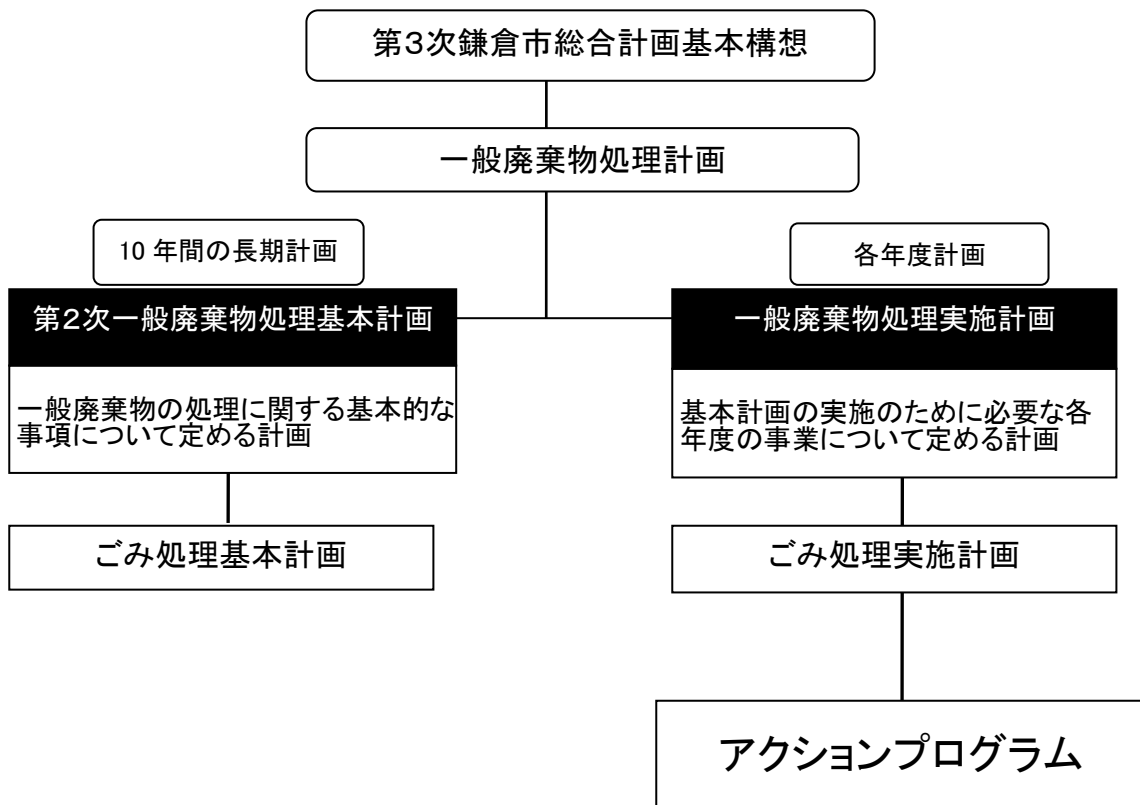 第3次鎌倉市総合計画基本構想
一般廃棄物処理計画
10 年間の長期計画
各年度計画
第2次一般廃棄物処理基本計画
一般廃棄物処理実施計画
一般廃棄物の処理に関する基本的な
事項について定める計画
基本計画の実施のために必要な各
年度の事業について定める計画
ごみ処理基本計画
ごみ処理実施計画
アクションプログラム